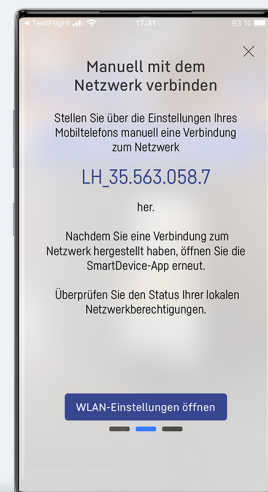 TestFlight
17:31
93 %
Manuell mit dem
Netzwerk verbinden
Stellen Sie über die Einstellungen Ihres
Mobiltelefons manuell eine Verbindung
zum Netzwerk
LH_35.563.058.7
her.
Nachdem Sie eine Verbindung zum
Netzwerk hergestellt haben, öffnen Sie die
SmartDevice-App erneut.
Überprüfen Sie den Status Ihrer lokalen
Netzwerkberechtigungen.
WLAN-Einstellungen öffnen